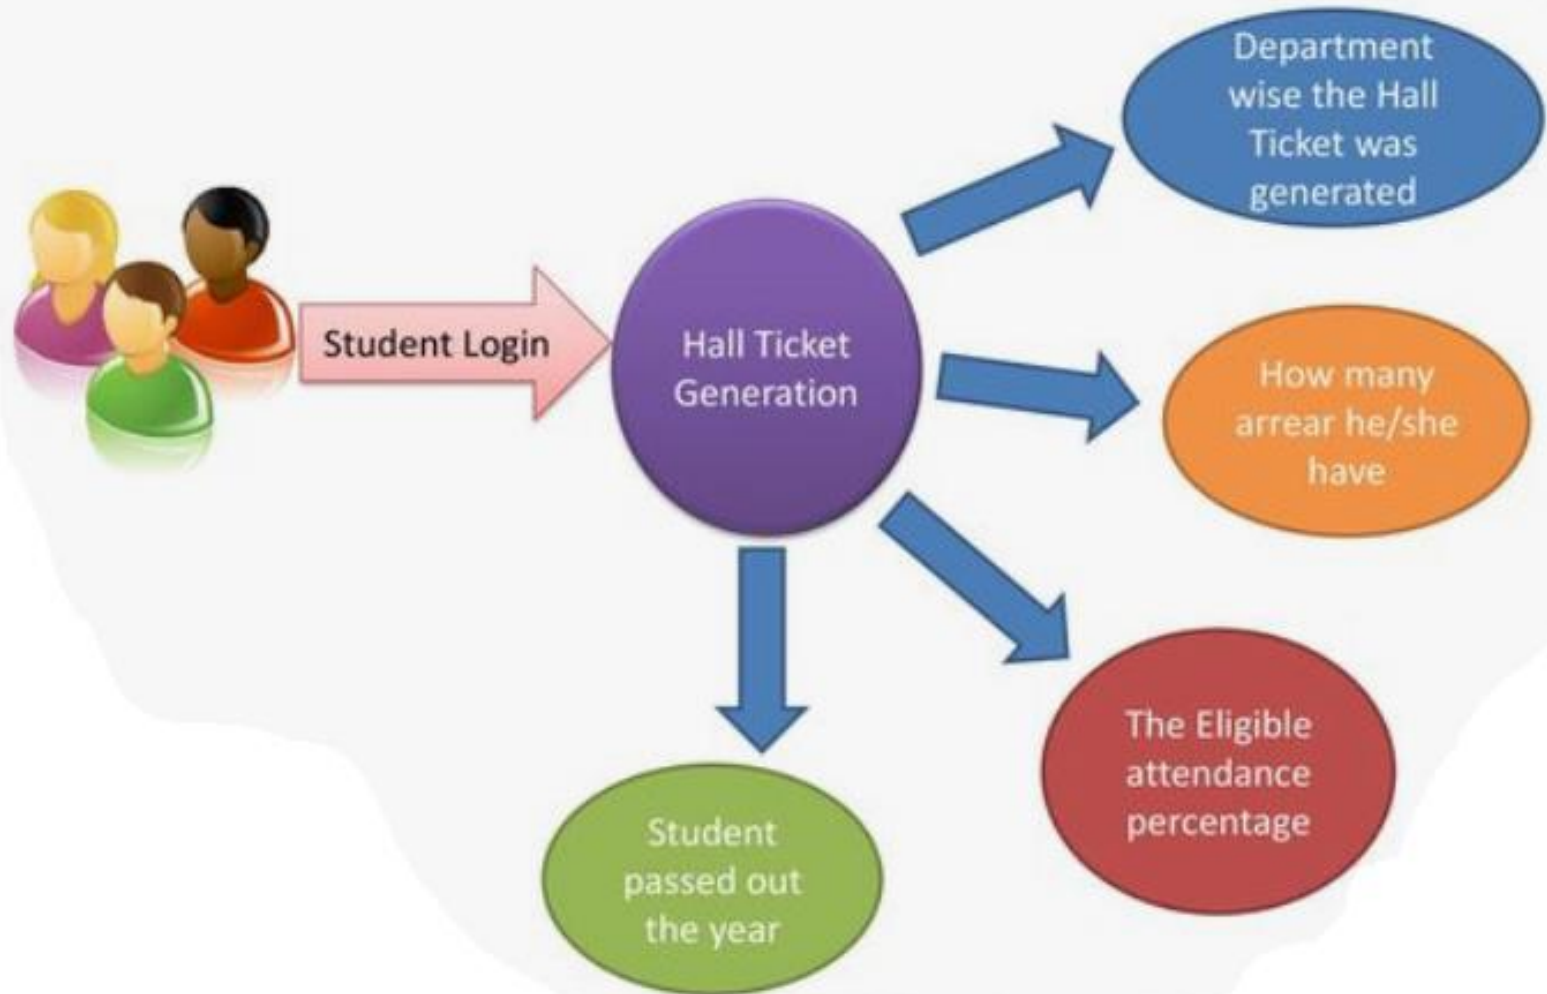 Student Login
Hall Ticket
Generation
Department
wise the Hall
Ticket was
generated
How many
arrear he/she
have
The Eligible
attendance
percentage
Student
passed out
the year